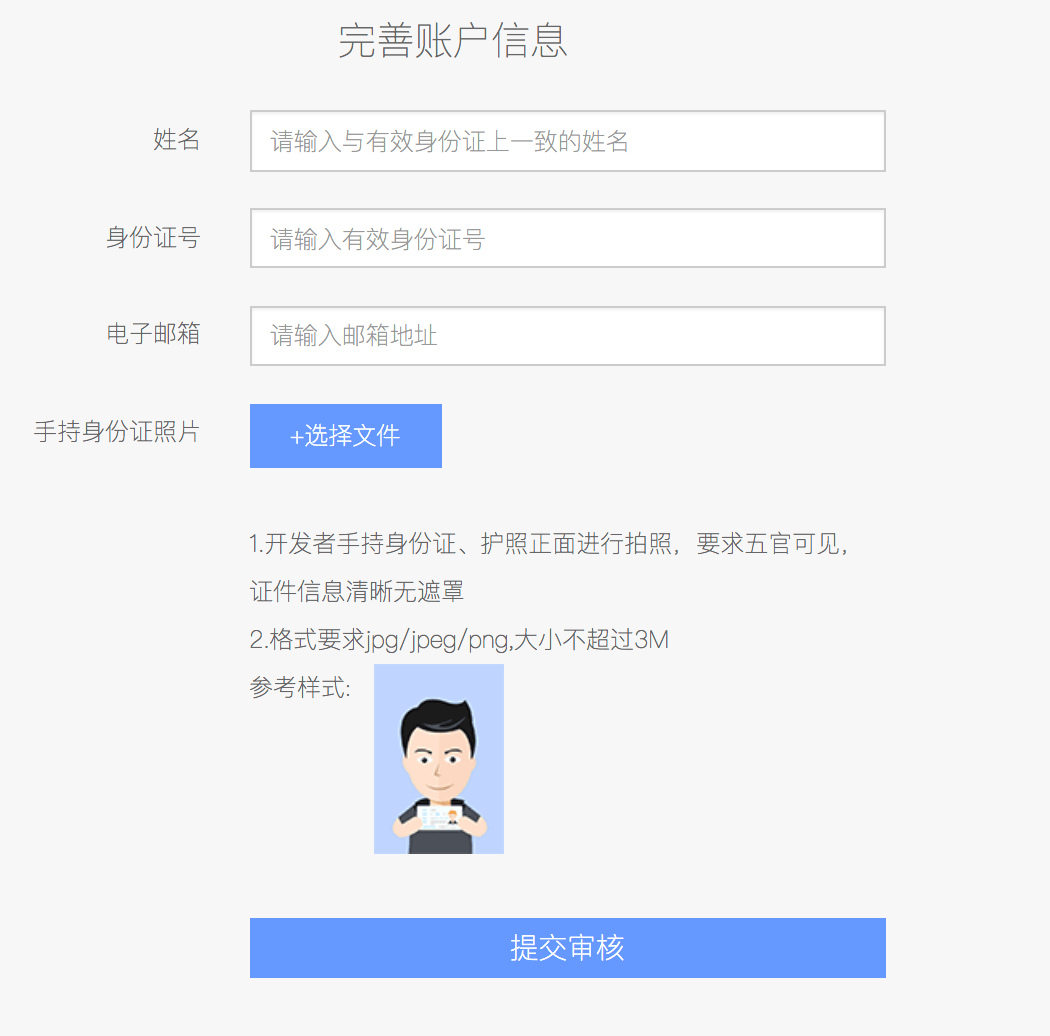 完善账户信息
姓名
请输入与有效身份证上一致的姓名
身份证号
请输入有效身份证号
电子邮箱
请输入邮箱地址
手持身份证照片
+选择文件
1.开发者手持身份证、护照正面进行拍照，要求五官可见，
证件信息清晰无遮罩
2.格式要求jpg/jpeg/png,大小不超过3M
参考样式:
提交审核